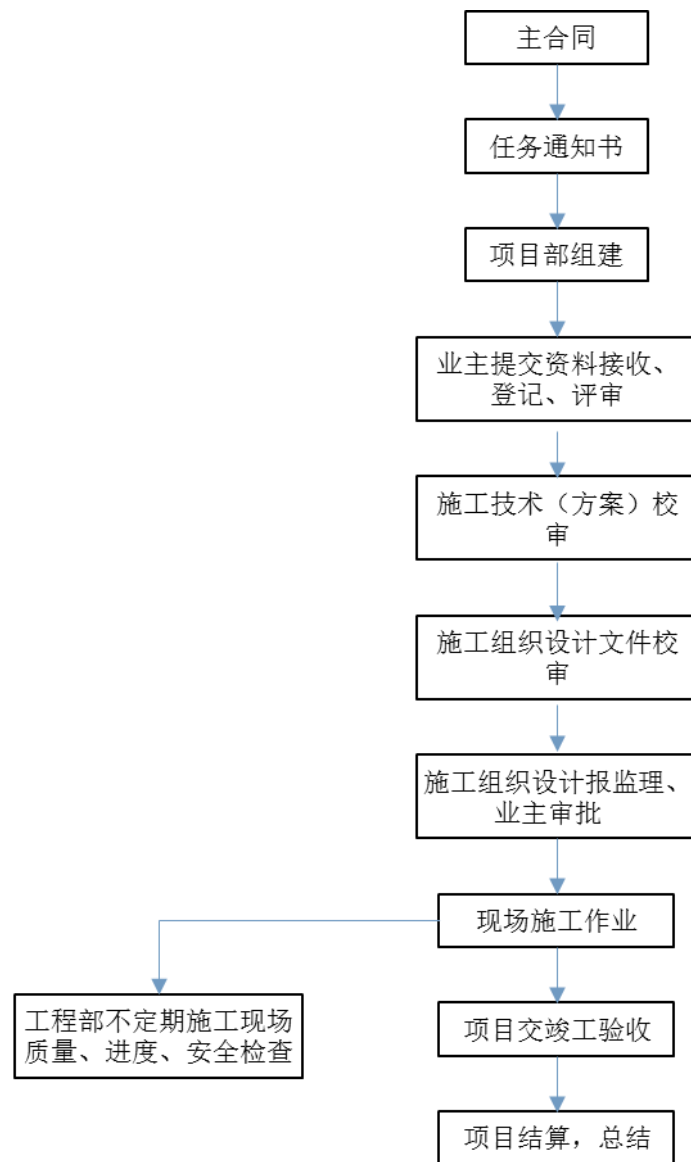 主合同
任务通知书
项目部组建
业主提交资料接收、
登记、评审
施工技术（方案）校
审
施工组织设计文件校
审
施工组织设计报监理、
业主审批
现场施工作业
工程部不定期施工现场
质量、进度、安全检查
项目交竣工验收
项目结算，总结